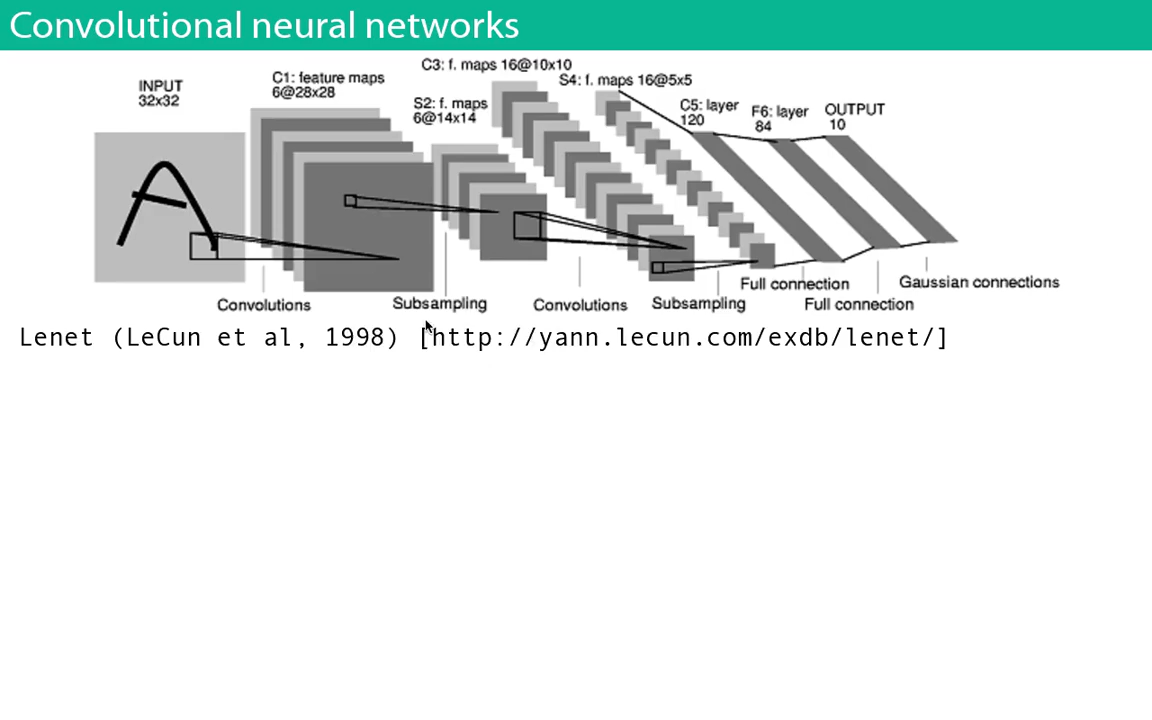 Convolutional neural networks
INPUT
32x32
C1: feature maps
6@28x28
S2: f. maps
6@14x14
C3: f. maps 16@10x10
S4: f. maps 16@5x5
C5: layer
120
F6: layer
84
OUTPUT
10
A
Convolutions
Subsampling
Convolutions
Subsampling
Full connection
Full connection
Gaussian connections
Lenet (LeCun et al, 1998) [http://yann.lecun.com/exdb/lenet/]